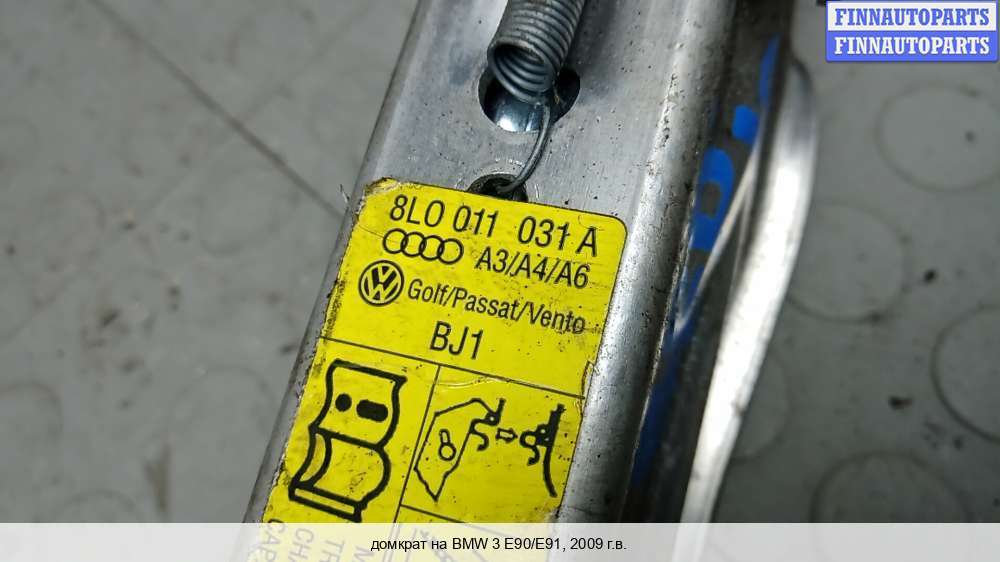 FINNAUTOPARTS
FINNAUTOPARTS
8L0 011 031 A
A3/A4/A6
Golf/Passat/Vento
BJ1
домкрат на BMW 3 E90/E91, 2009 г.в.